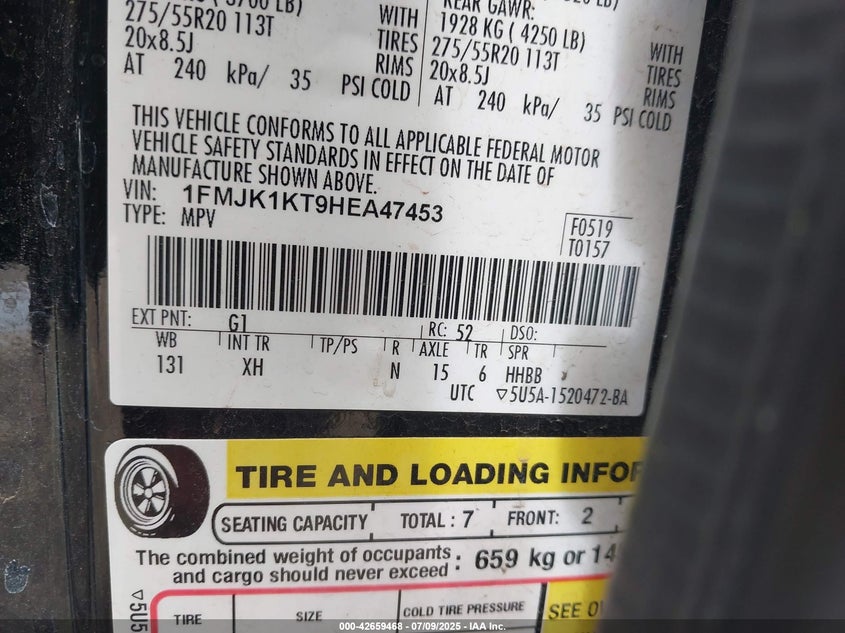 275/55R20 113T WITH
20x8.5J TIRES
RIMS
AT 240 kPa/ 35 PSI COLD
REAR GAWR:
1928 KG ( 4250 LB)
275/55R20 113T WITH
20x8.5J TIRES
RIMS
AT 240 kPa/ 35 PSI COLD
THIS VEHICLE CONFORMS TO ALL APPLICABLE FEDERAL MOTOR
VEHICLE SAFETY STANDARDS IN EFFECT ON THE DATE OF
MANUFACTURE SHOWN ABOVE.
VIN: 1FMJK1KT9HEA47453
TYPE: MPV
F0519
T0157
EXT PNT: G1 RC: 52 DSO:
WB INT TR TP/PS R AXLE TR SPR
131 XH N 15 6 HHBB
UTC ▽5U5A-1520472-BA
TIRE AND LOADING INFOR
SEATING CAPACITY TOTAL : 7 FRONT: 2
The combined weight of occupants
and cargo should never exceed : 659 kg or 14
TIRE SIZE COLD TIRE PRESSURE SEE
▽5U5
000-42659468 - 07/09/2025 - IAA Inc.